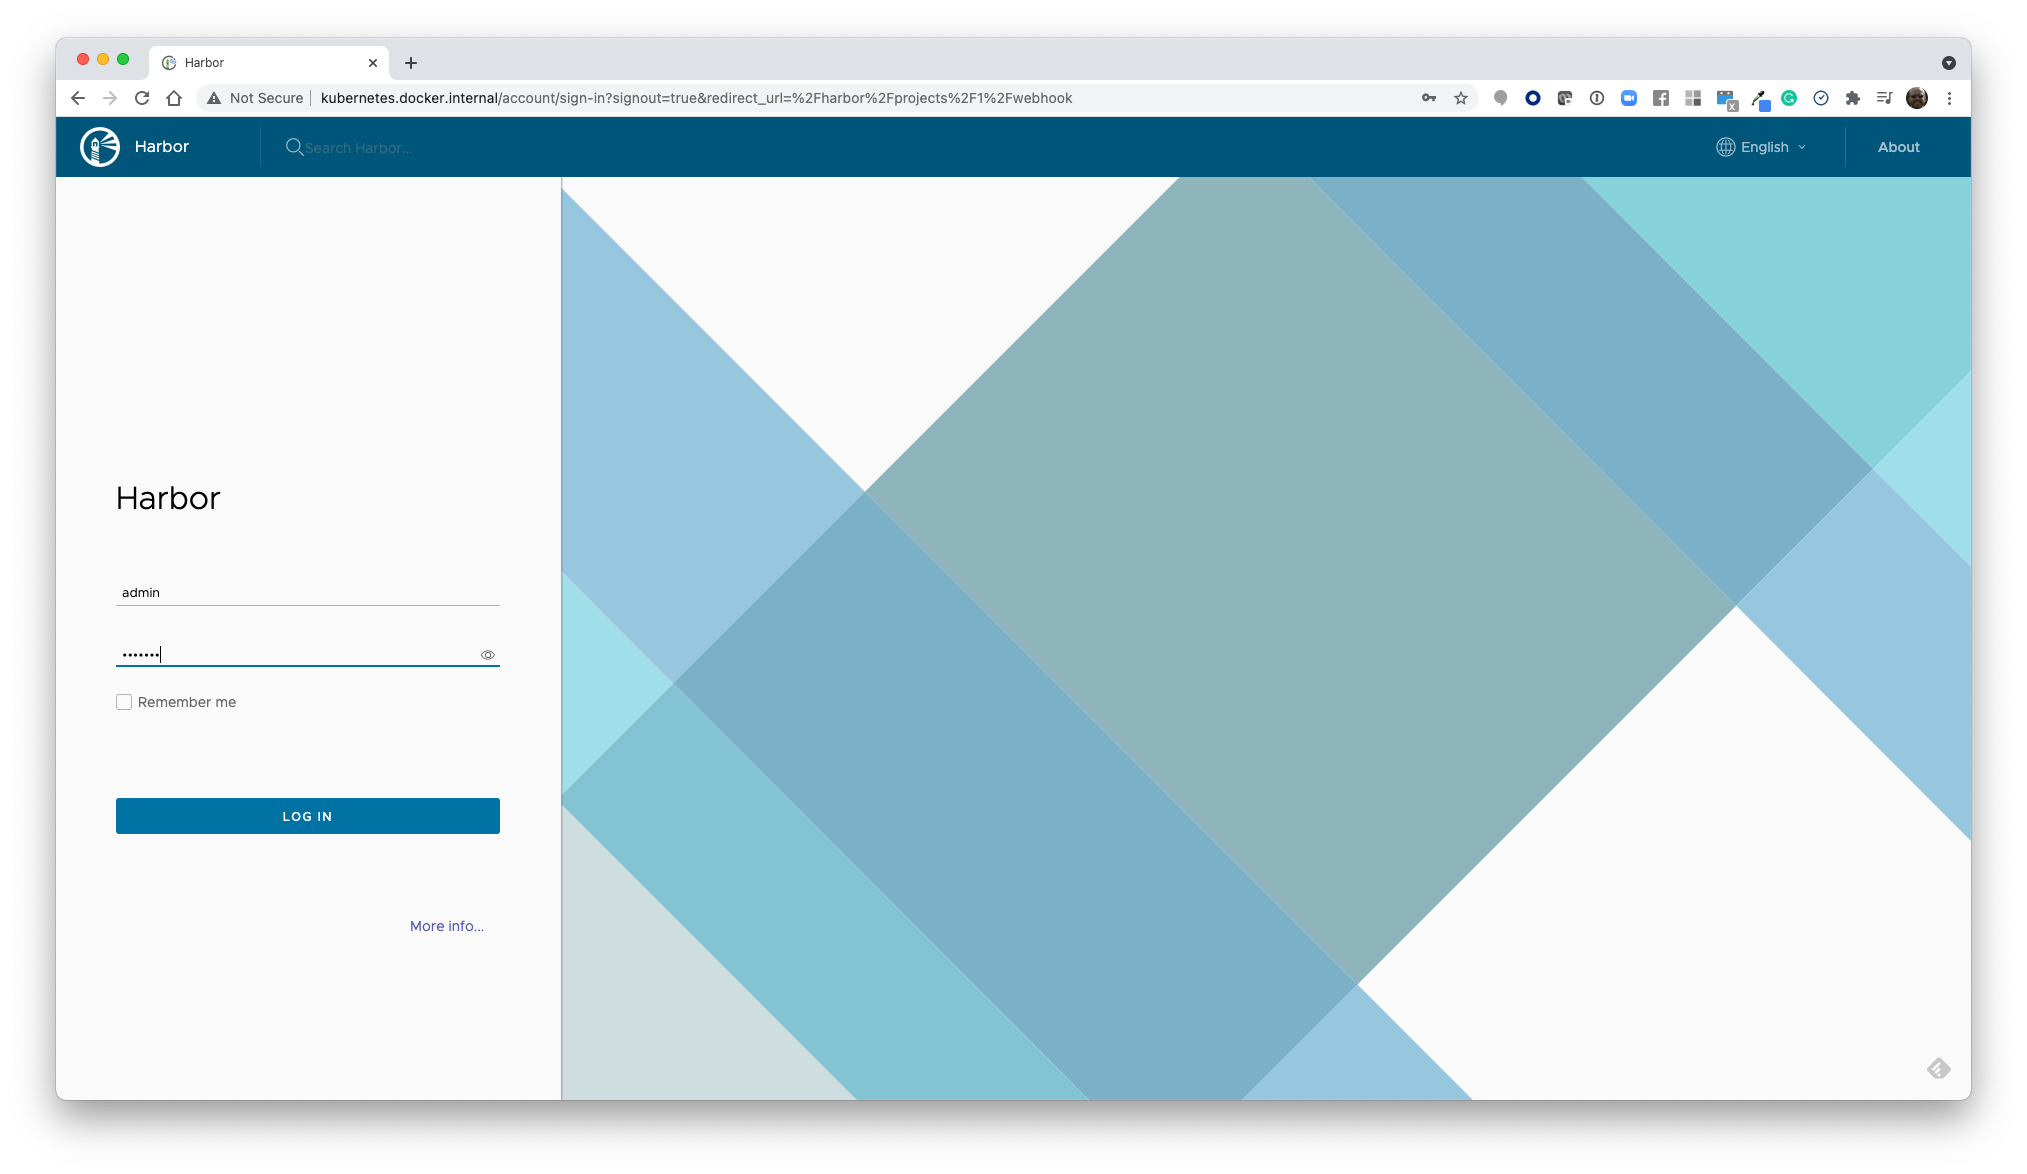 Harbor
Not Secure kubernetes.docker.internal/account/sign-in?signout=true&redirect_url=%2Fharbor%2Fprojects%2F1%2Fwebhook
Harbor
Search Harbor...
English
About
Harbor
admin
•••••••
Remember me
LOG IN
More info...